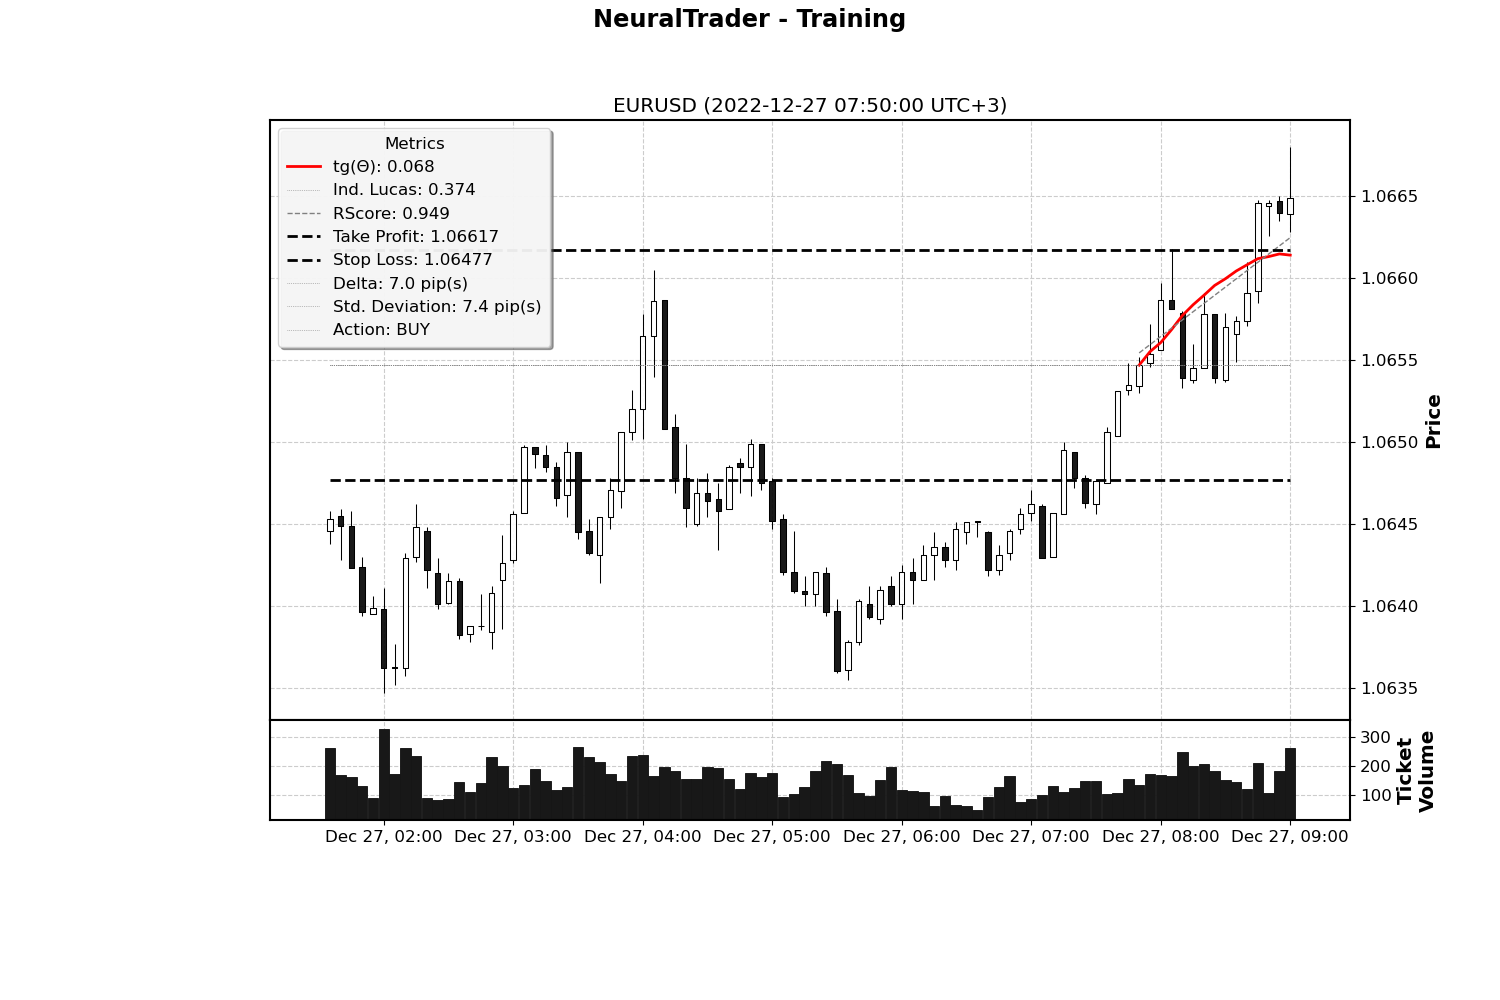 NeuralTrader - Training
EURUSD (2022-12-27 07:50:00 UTC+3)
Metrics
tg(Θ): 0.068
Ind. Lucas: 0.374
RScore: 0.949
Take Profit: 1.06617
Stop Loss: 1.06477
Delta: 7.0 pip(s)
Std. Deviation: 7.4 pip(s)
Action: BUY
1.0665
1.0660
1.0655
1.0650
1.0645
1.0640
1.0635
Price
300
200
100
Ticket
Volume
Dec 27, 02:00 Dec 27, 03:00 Dec 27, 04:00 Dec 27, 05:00 Dec 27, 06:00 Dec 27, 07:00 Dec 27, 08:00 Dec 27, 09:00